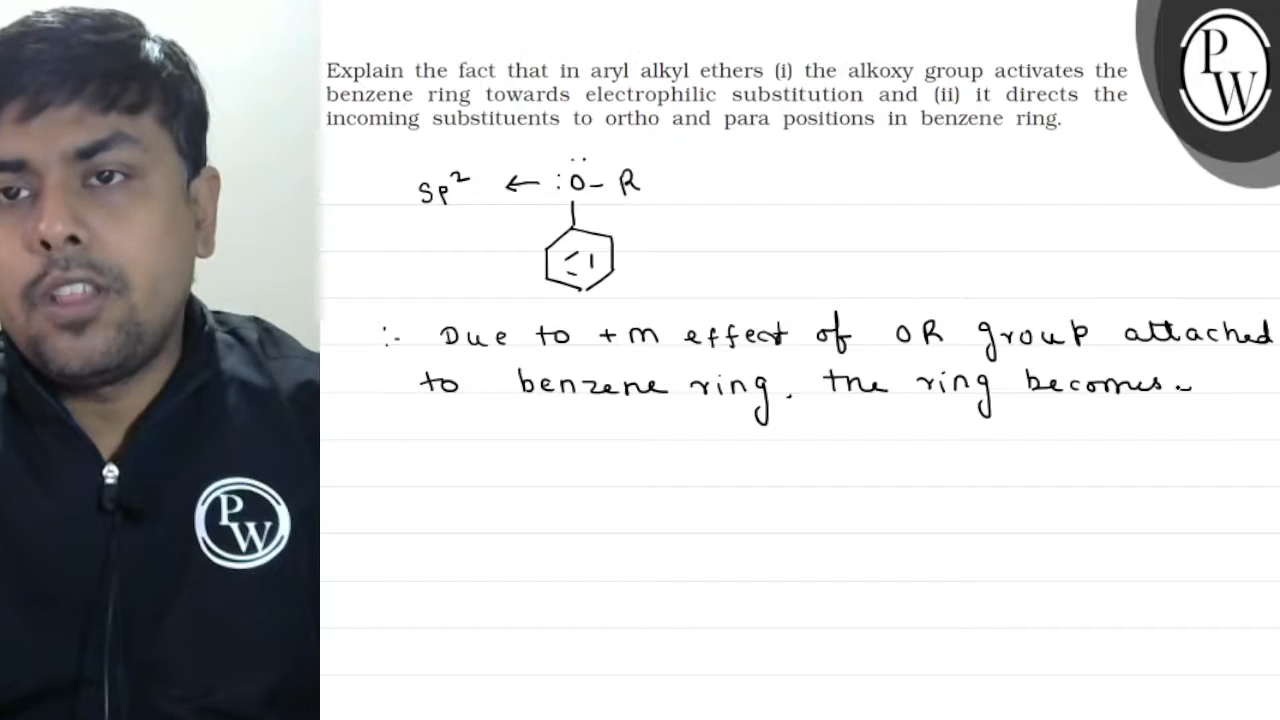 Explain the fact that in aryl alkyl ethers (i) the alkoxy group activates the
benzene ring towards electrophilic substitution and (ii) it directs the
incoming substituents to ortho and para positions in benzene ring.
PW
Sp² ← :Ö- R
:- Due to +m effect of OR group attached
to benzene ring. the ring becomes.
PW